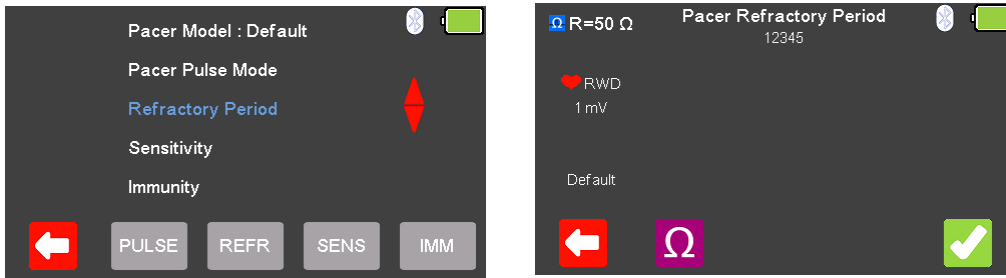 Pacer Model : Default
Pacer Pulse Mode
Refractory Period
Sensitivity
Immunity
PULSE REFR SENS IMM
Ω R=50 Ω
Pacer Refractory Period
12345
RWD
1 mV
Default
Ω